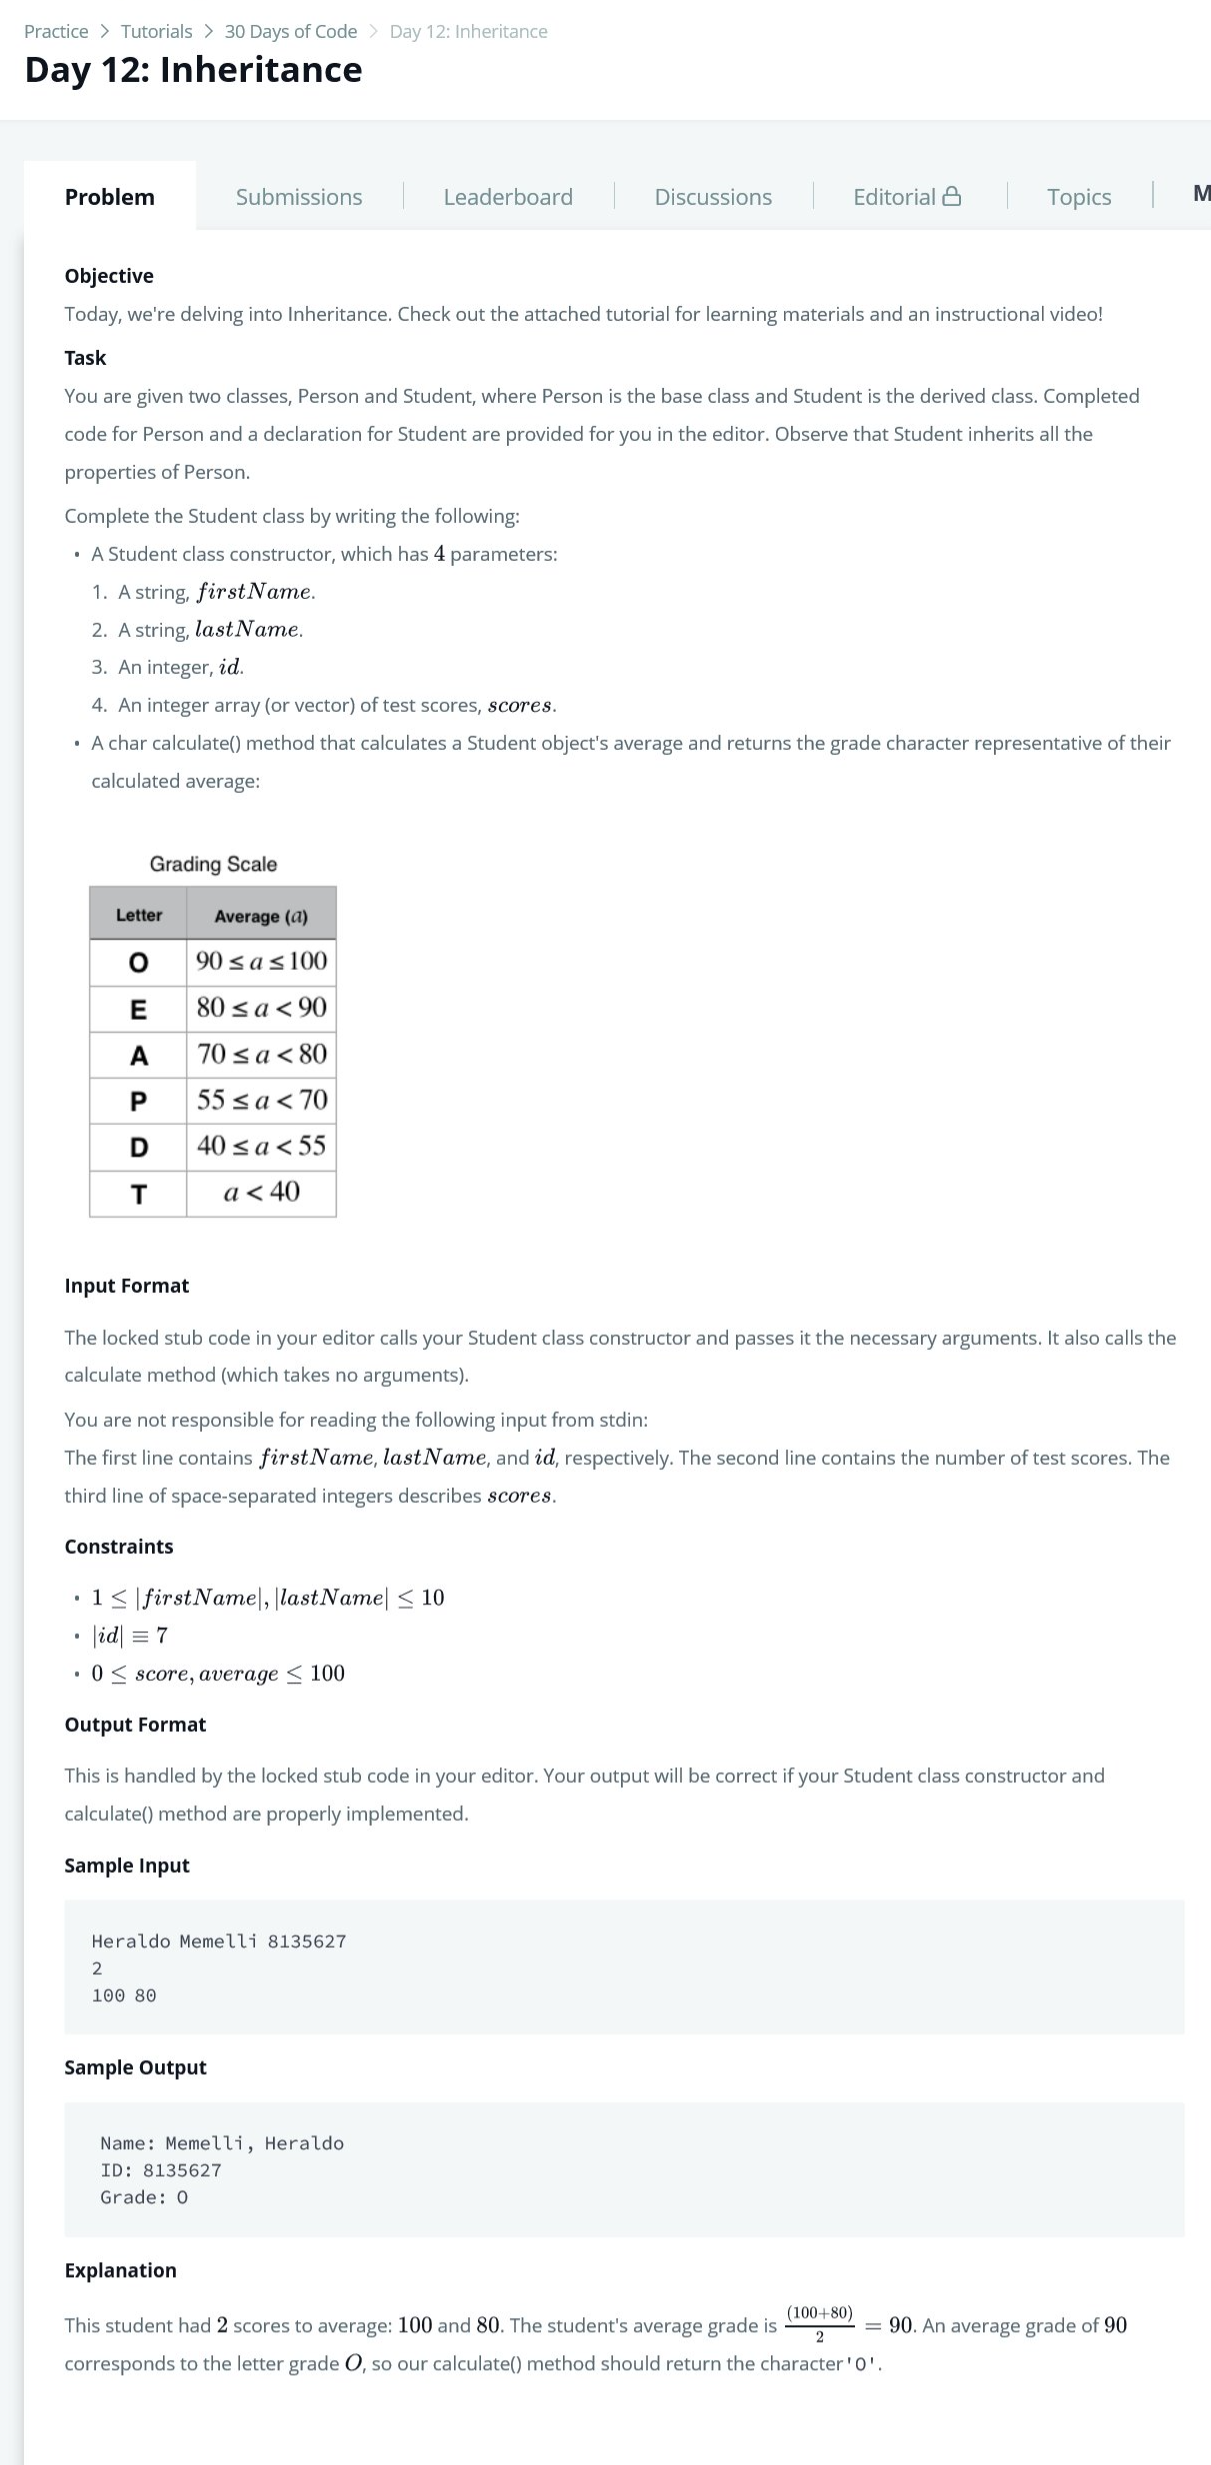 Practice > Tutorials > 30 Days of Code > Day 12: Inheritance
Day 12: Inheritance
Problem Submissions Leaderboard Discussions Editorial Topics M
Objective
Today, we're delving into Inheritance. Check out the attached tutorial for learning materials and an instructional video!
Task
You are given two classes, Person and Student, where Person is the base class and Student is the derived class. Completed
code for Person and a declaration for Student are provided for you in the editor. Observe that Student inherits all the
properties of Person.
Complete the Student class by writing the following:
• A Student class constructor, which has 4 parameters:
1. A string, firstName.
2. A string, lastName.
3. An integer, id.
4. An integer array (or vector) of test scores, scores.
• A char calculate() method that calculates a Student object's average and returns the grade character representative of their
calculated average:
Grading Scale
Letter Average (a)
O 90 ≤ a ≤ 100
E 80 ≤ a < 90
A 70 ≤ a < 80
P 55 ≤ a < 70
D 40 ≤ a < 55
T a < 40
Input Format
The locked stub code in your editor calls your Student class constructor and passes it the necessary arguments. It also calls the
calculate method (which takes no arguments).
You are not responsible for reading the following input from stdin:
The first line contains firstName, lastName, and id, respectively. The second line contains the number of test scores. The
third line of space-separated integers describes scores.
Constraints
• 1 ≤ |firstName|, |lastName| ≤ 10
• |id| ≡ 7
• 0 ≤ score, average ≤ 100
Output Format
This is handled by the locked stub code in your editor. Your output will be correct if your Student class constructor and
calculate() method are properly implemented.
Sample Input
Heraldo Memelli 8135627
2
100 80
Sample Output
Name: Memelli, Heraldo
ID: 8135627
Grade: O
Explanation
This student had 2 scores to average: 100 and 80. The student's average grade is (100+80)/2 = 90. An average grade of 90
corresponds to the letter grade O, so our calculate() method should return the character'O'.